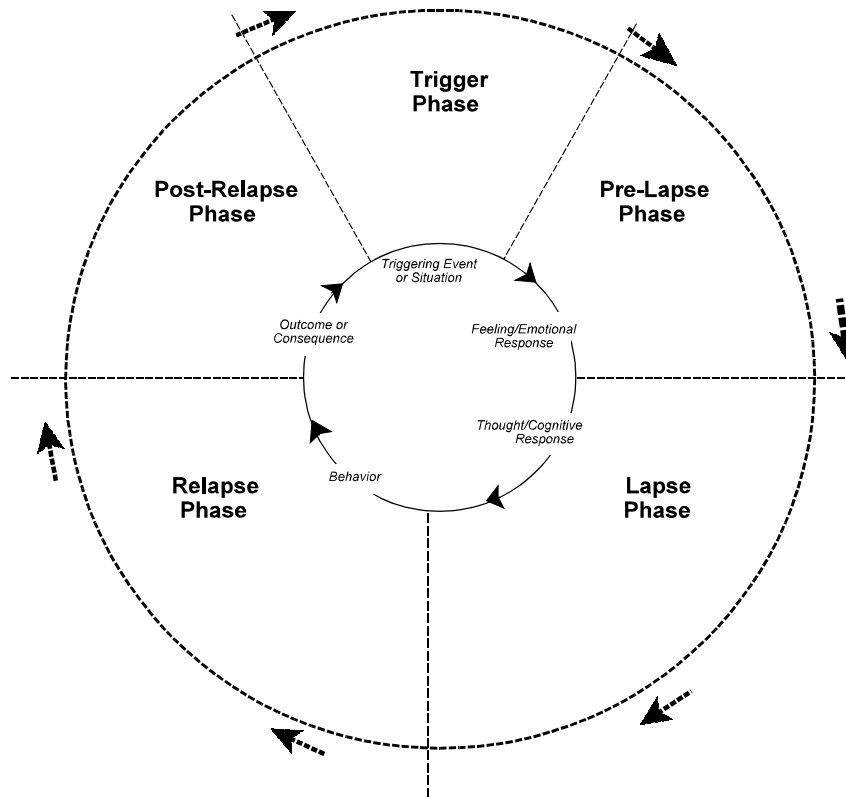 Trigger
Phase
Post-Relapse
Phase
Pre-Lapse
Phase
Triggering Event
or Situation
Outcome or
Consequence
Feeling/Emotional
Response
Thought/Cognitive
Response
Behavior
Relapse
Phase
Lapse
Phase